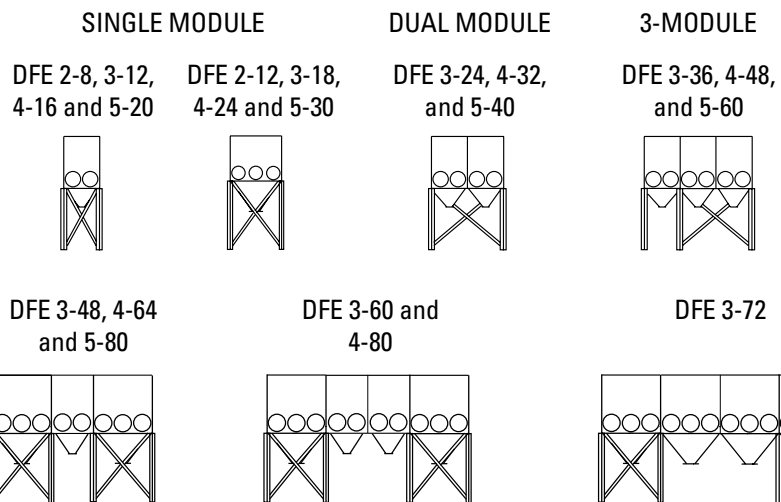 SINGLE MODULE
DUAL MODULE
3-MODULE
DFE 2-8, 3-12,
4-16 and 5-20
DFE 2-12, 3-18,
4-24 and 5-30
DFE 3-24, 4-32,
and 5-40
DFE 3-36, 4-48,
and 5-60
DFE 3-48, 4-64
and 5-80
DFE 3-60 and
4-80
DFE 3-72